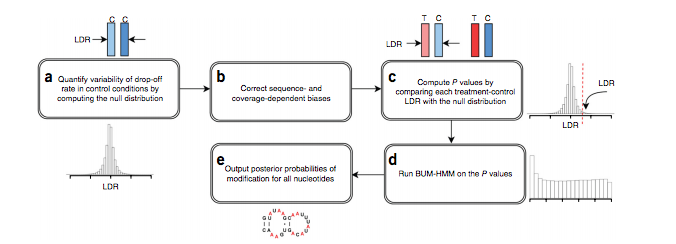 C C
LDR
a Quantify variability of drop-off
rate in control conditions by
computing the null distribution
LDR
b
Correct sequence- and
coverage-dependent biases
T C T C
LDR
c Compute P values by
comparing each treatment-control
LDR with the null distribution
LDR
LDR
d
Run BUM-HMM on the P values
e
Output posterior probabilities of
modification for all nucleotides